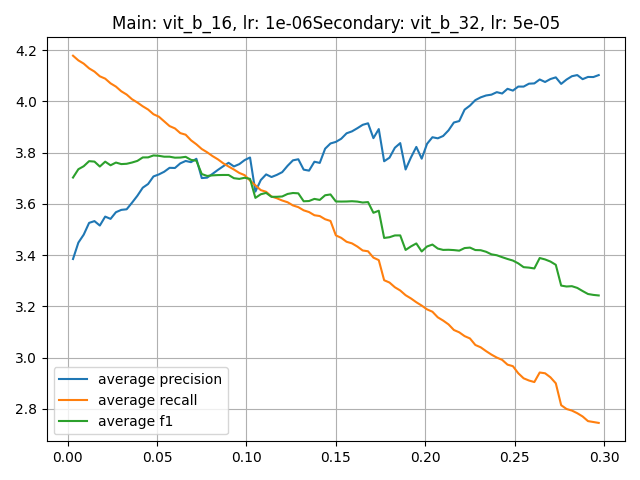 Main: vit_b_16, lr: 1e-06Secondary: vit_b_32, lr: 5e-05
4.2
4.0
3.8
3.6
3.4
3.2
3.0
2.8
average precision
average recall
average f1
0.00 0.05 0.10 0.15 0.20 0.25 0.30